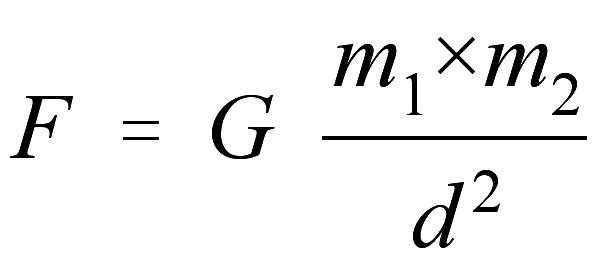 F = G m₁×m₂ / d²